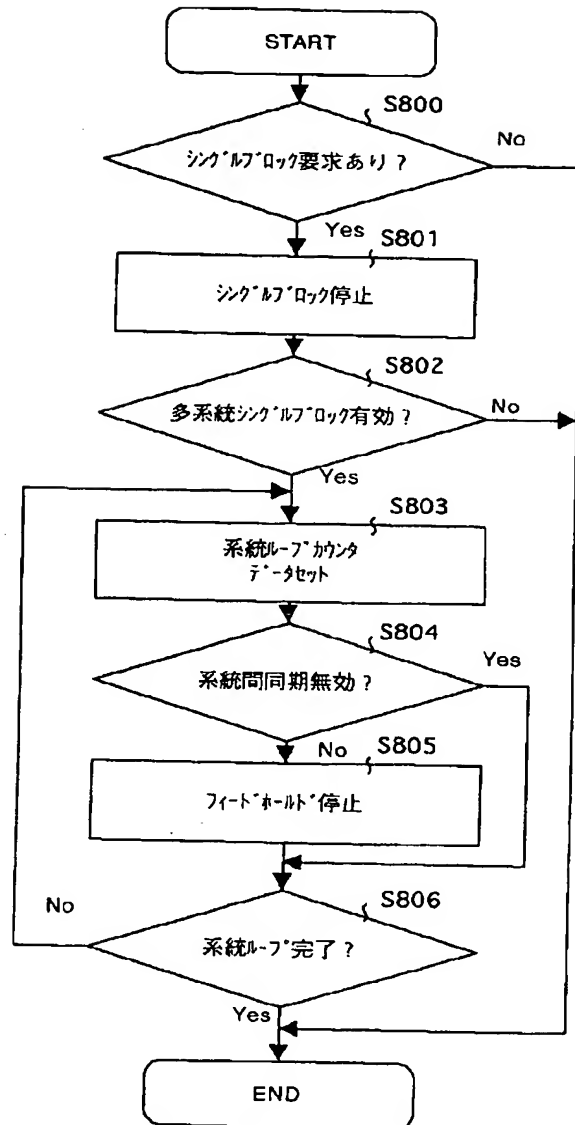 START
S800
シングルブロック要求あり?
No
Yes
S801
シングルブロック停止
S802
多系統シングルブロック有効?
No
Yes
S803
系統ループカウンタ
データセット
S804
系統間同期無効?
Yes
No
S805
フィードホールド停止
No
S806
系統ループ完了?
Yes
END